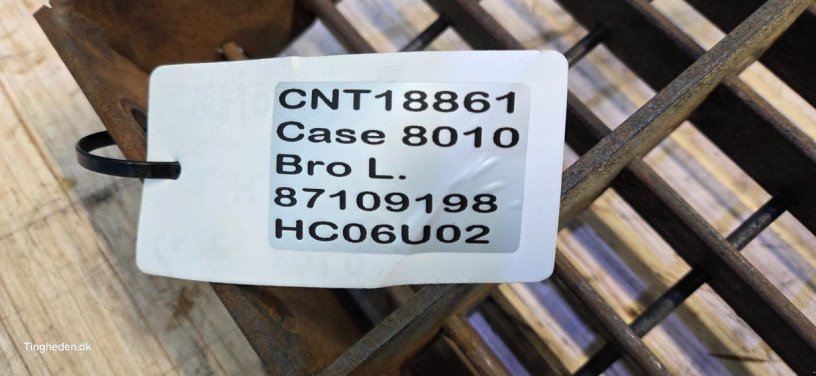 CNT18861
Case 8010
Bro L.
87109198
HC06U02
Tingheden.dk